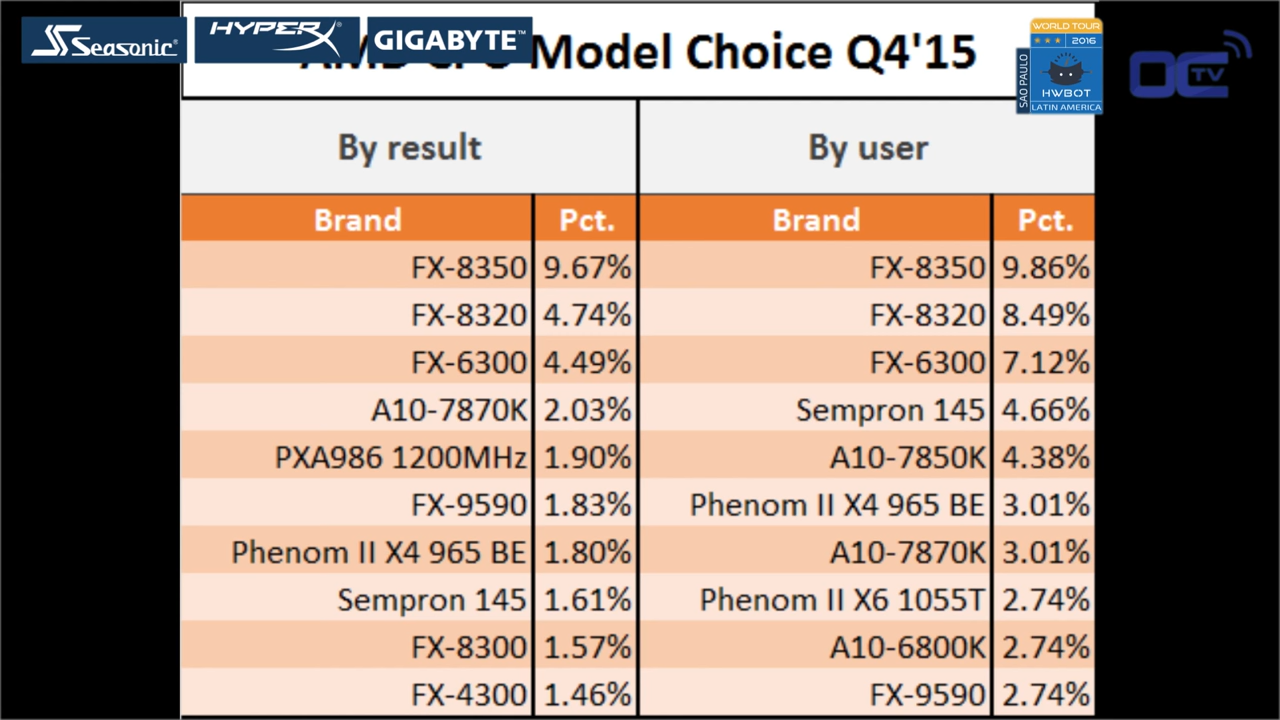 Seasonic
HYPERX
GIGABYTE™
Model Choice Q4'15
WORLD TOUR
2016
SAO PAULO
HWBOT
LATIN AMERICA
OC TV
By result By user
Brand Pct. Brand Pct.
FX-8350 9.67% FX-8350 9.86%
FX-8320 4.74% FX-8320 8.49%
FX-6300 4.49% FX-6300 7.12%
A10-7870K 2.03% Sempron 145 4.66%
PXA986 1200MHz 1.90% A10-7850K 4.38%
FX-9590 1.83% Phenom II X4 965 BE 3.01%
Phenom II X4 965 BE 1.80% A10-7870K 3.01%
Sempron 145 1.61% Phenom II X6 1055T 2.74%
FX-8300 1.57% A10-6800K 2.74%
FX-4300 1.46% FX-9590 2.74%